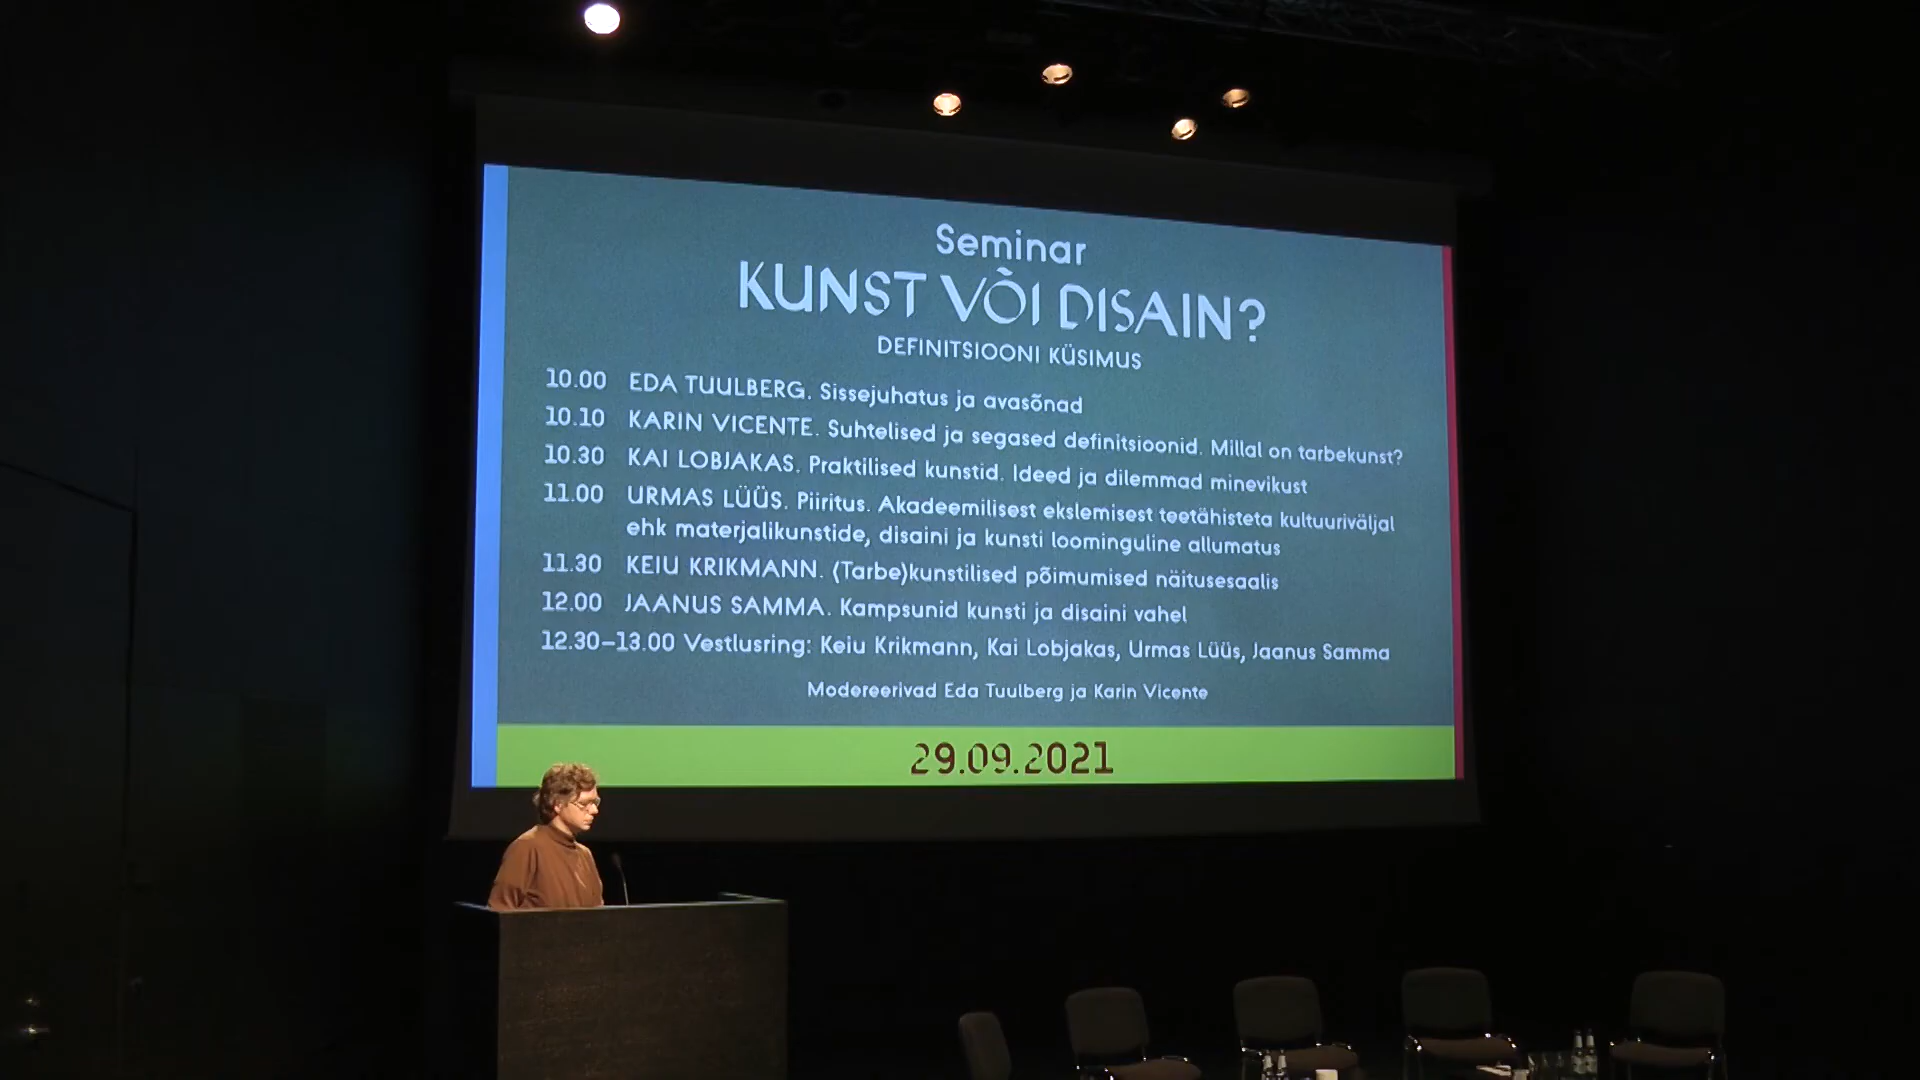 Seminar
KUNST VÕI DISAIN?
DEFINITSIOONI KÜSIMUS
10.00 EDA TUULBERG. Sissejuhatus ja avasõnad
10.10 KARIN VICENTE. Suhtelised ja segased definitsioonid. Millal on tarbekunst?
10.30 KAI LOBJAKAS. Praktilised kunstid. Ideed ja dilemmad minevikust
11.00 URMAS LÜÜS. Piiritus. Akadeemilisest ekslemisest teetähisteta kultuuriväljal
ehk materjalikunstide, disaini ja kunsti loominguline allumatus
11.30 KEIU KRIKMANN. (Tarbe)kunstilised põimumised näitusesaalis
12.00 JAANUS SAMMA. Kampsunid kunsti ja disaini vahel
12.30–13.00 Vestlusring: Keiu Krikmann, Kai Lobjakas, Urmas Lüüs, Jaanus Samma
Modereerivad Eda Tuulberg ja Karin Vicente
29.09.2021